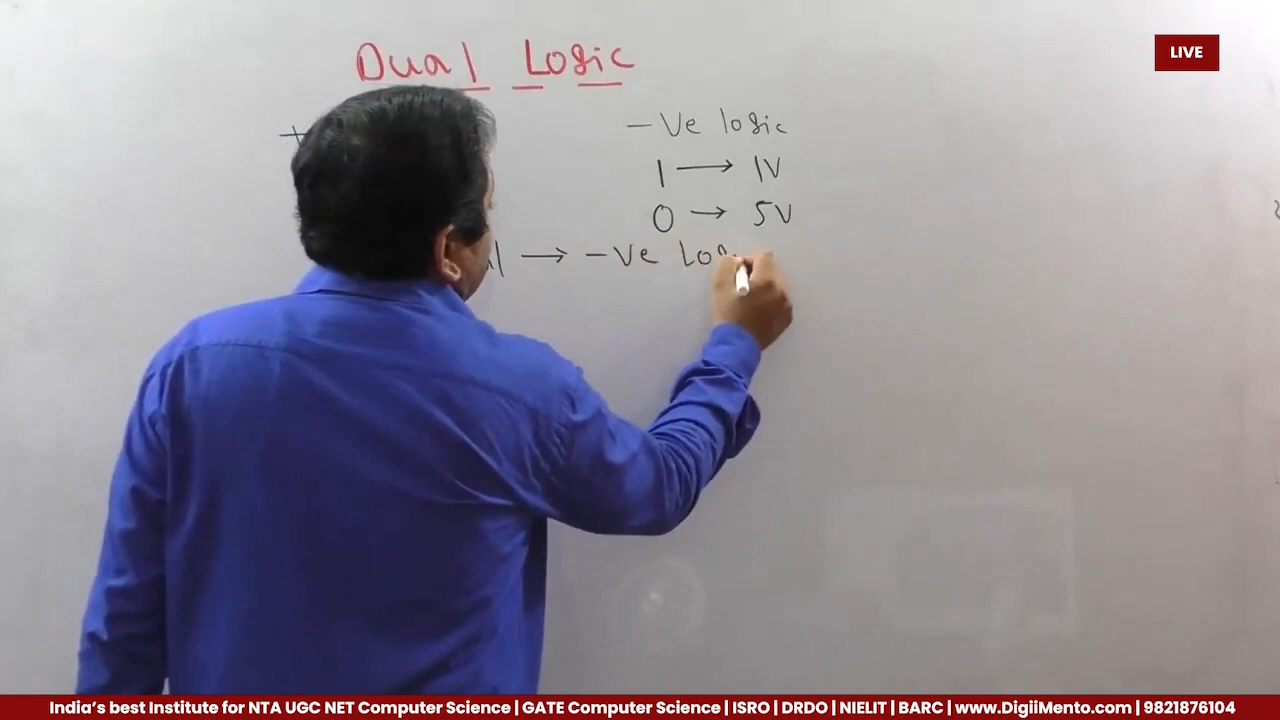 LIVE
Dual Logic
+
-Ve logic
1 → 1V
0 → 5V
→ -Ve
India's best Institute for NTA UGC NET Computer Science | GATE Computer Science | ISRO | DRDO | NIELIT | BARC | www.DigiiMento.com | 9821876104